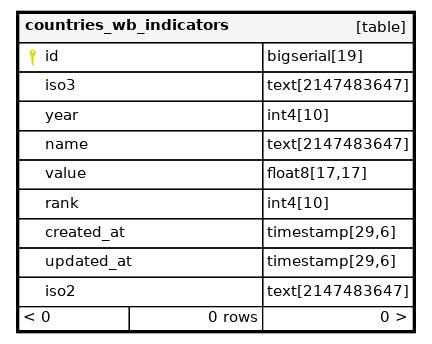 countries_wb_indicators [table]
id bigserial[19]
iso3 text[2147483647]
year int4[10]
name text[2147483647]
value float8[17,17]
rank int4[10]
created_at timestamp[29,6]
updated_at timestamp[29,6]
iso2 text[2147483647]
< 0 0 rows 0 >